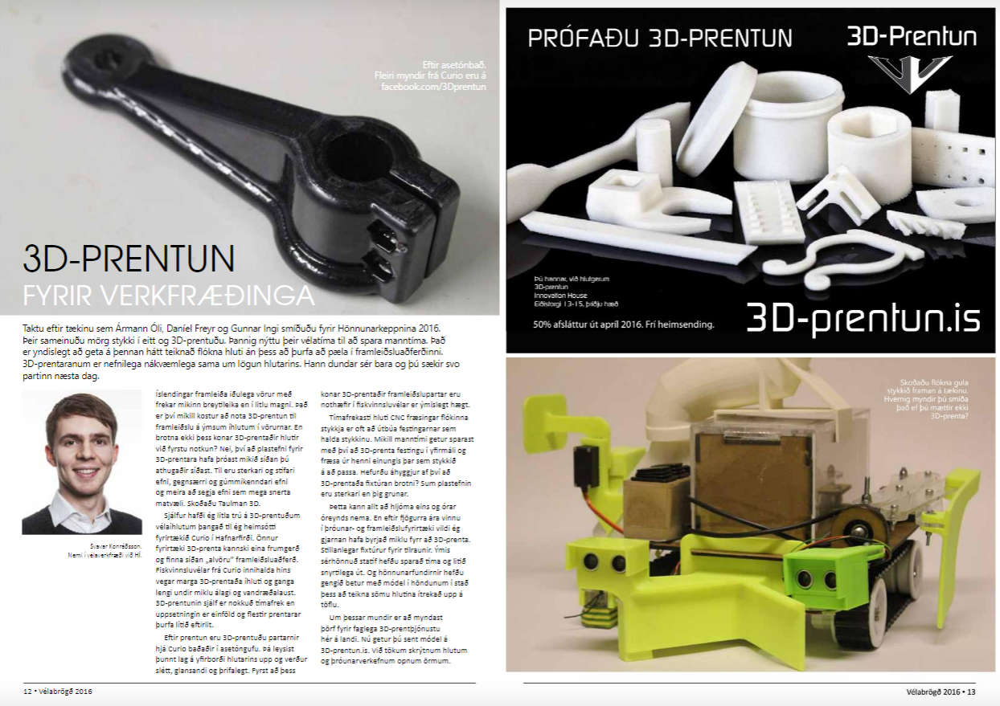 Eftir asetónbað.
Fleiri myndir frá Curio eru á
facebook.com/3Dprentun
3D-PRENTUN
FYRIR VERKFRÆÐINGA
Taktu eftir tækinu sem Ármann Óli, Daníel Freyr og Gunnar Ingi smíðuðu fyrir Hönnunarkeppnina 2016.
Þeir sameinuðu mörg stykki í eitt og 3D-prentuðu. Þannig nýttu þeir vélatíma til að spara manntíma. Það
er yndislegt að geta á þennan hátt teiknað flókna hluti án þess að þurfa að pæla í framleiðsluaðferðinni.
3D-prentaranum er nefnilega nákvæmlega sama um lögun hlutarins. Hann dundar sér bara og þú sækir svo
partinn næsta dag.
Svavar Konráðsson.
Nemi í vélaverkfræði við HÍ.
Íslendingar framleiða iðulega vörur með
frekar mikinn breytileika en í litlu magni. Það
er því mikill kostur að nota 3D-prentun til
framleiðslu á ýmsum íhlutum í vörurnar. En
brotna ekki þess konar 3D-prentaðir hlutir
við fyrstu notkun? Nei, því að plastefni fyrir
3D-prentara hafa þróast mikið síðan þú
athugaðir síðast. Til eru sterkari og stífari
efni, gegnsærri og gúmmíkenndari efni
og meira að segja efni sem mega snerta
matvæli. Skoðaðu Taulman 3D.
Sjálfur hafði ég litla trú á 3D-prentuðum
vélaíhlutum þangað til ég heimsótti
fyrirtækið Curio í Hafnarfirði. Önnur
fyrirtæki 3D-prenta kannski eina frumgerð
og finna síðan „alvöru" framleiðsluaðferð.
Fiskvinnsluvélar frá Curio innihalda hins
vegar marga 3D-prentaða íhluti og ganga
lengi undir miklu álagi og vandræðalaust.
3D-prentunin sjálf er nokkuð tímafrek en
uppsetningin er einföld og flestir prentarar
þurfa lítið eftirlit.
Eftir prentun eru 3D-prentuðu partarnir
hjá Curio baðaðir í asetóngufu. Þá leysist
þunnt lag á yfirborði hlutarins upp og verður
slétt, glansandi og þrifalegt. Fyrst að þess
konar 3D-prentaðir framleiðslupartar eru
nothæfir í fiskvinnsluvélar er ýmislegt hægt.
Tímafrekasti hluti CNC fræsingar flókinna
stykkja er oft að útbúa festingarnar sem
halda stykkinu. Mikill manntími getur sparast
með því að 3D-prenta festingu í yfirmáli og
fræsa úr henni einungis þar sem stykkið
á að passa. Hefurðu áhyggjur af því að
3D-prentaða fixtúran brotni? Sum plastefnin
eru sterkari en þig grunar.
Þetta kann allt að hljóma eins og órar
óreynds nema. En eftir fjögurra ára vinnu
í þróunar- og framleiðslufyrirtæki vildi ég
gjarnan hafa byrjað miklu fyrr að 3D-prenta.
Stillanlegar fixtúrur fyrir tilraunir. Ýmis
sérhönnuð statíf hefðu sparað tíma og litið
snyrtilega út. Og hönnunarfundirnir hefðu
gengið betur með módel í höndunum í stað
þess að teikna sömu hlutina ítrekað upp á
töflu.
Um þessar mundir er að myndast
þörf fyrir faglega 3D-prentþjónustu
hér á landi. Nú getur þú sent módel á
3D-prentun.is. Við tökum skrýtnum hlutum
og þróunarverkefnum opnum örmum.
12 • Vélabrögð 2016
PRÓFAÐU 3D-PRENTUN
3D-Prentun
Þú hannar, við hlutgerum
3D-prentun
Innovation House
Eiðistorgi 13-15, þriðju hæð
50% afsláttur út apríl 2016. Frí heimsending.
3D-prentun.is
Skoðaðu flókna gula
stykkið framan á tækinu.
Hvernig myndir þú smíða
það ef þú mættir ekki
3D-prenta?
Vélabrögð 2016 • 13